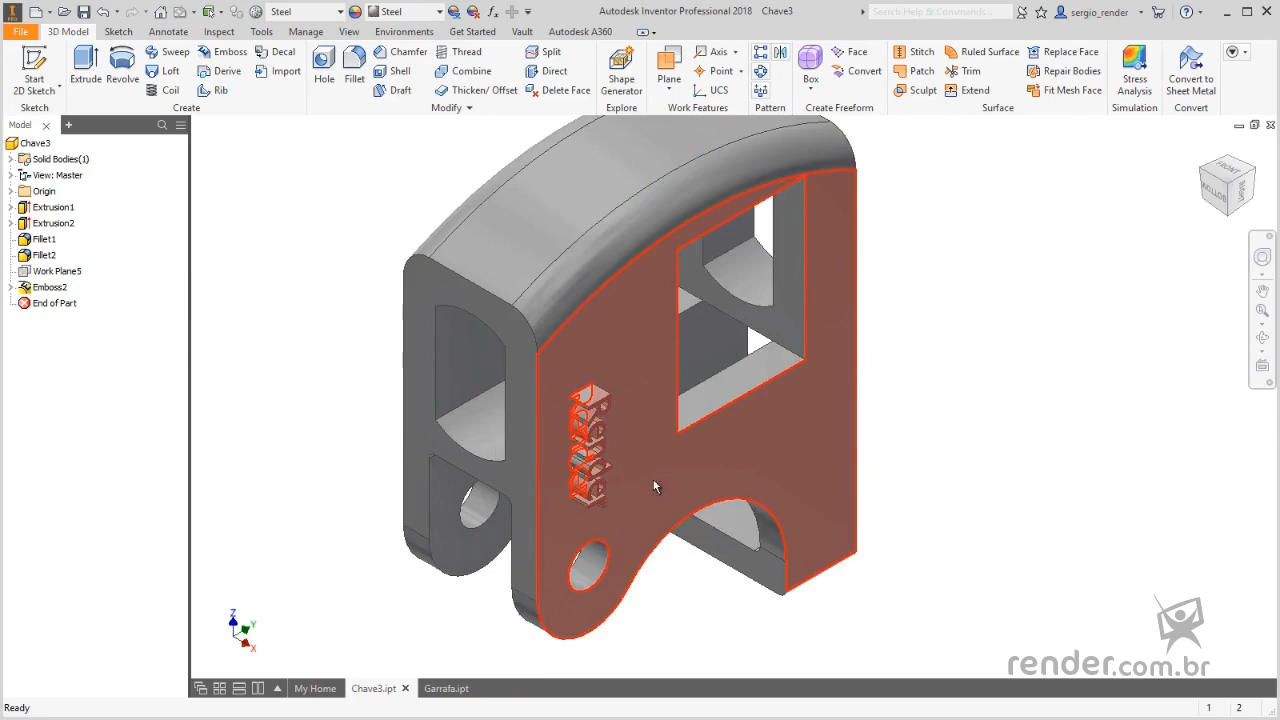 Steel
Steel
Autodesk Inventor Professional 2018 Chave3
Search Help & Commands...
sergio_render
File 3D Model Sketch Annotate Inspect Tools Manage View Environments Get Started Vault Autodesk A360
PRO
Start
2D Sketch
Extrude
Revolve
Sweep
Emboss
Decal
Loft
Derive
Import
Coil
Rib
Hole
Fillet
Chamfer
Thread
Split
Shell
Combine
Direct
Draft
Thicken/ Offset
Delete Face
Shape
Generator
Plane
Axis
Point
UCS
Box
Face
Convert
Stitch
Ruled Surface
Replace Face
Patch
Trim
Repair Bodies
Sculpt
Extend
Fit Mesh Face
Stress
Analysis
Convert to
Sheet Metal
Sketch
Create
Modify
Explore
Work Features
Pattern
Create Freeform
Surface
Simulation
Convert
Model
Chave3
Solid Bodies(1)
View: Master
Origin
Extrusion1
Extrusion2
Fillet1
Fillet2
Work Plane5
Emboss2
End of Part
FRONT
BOTTOM
Z
Y
X
render.com.br
My Home
Chave3.ipt
Garrafa.ipt
Ready
1 2